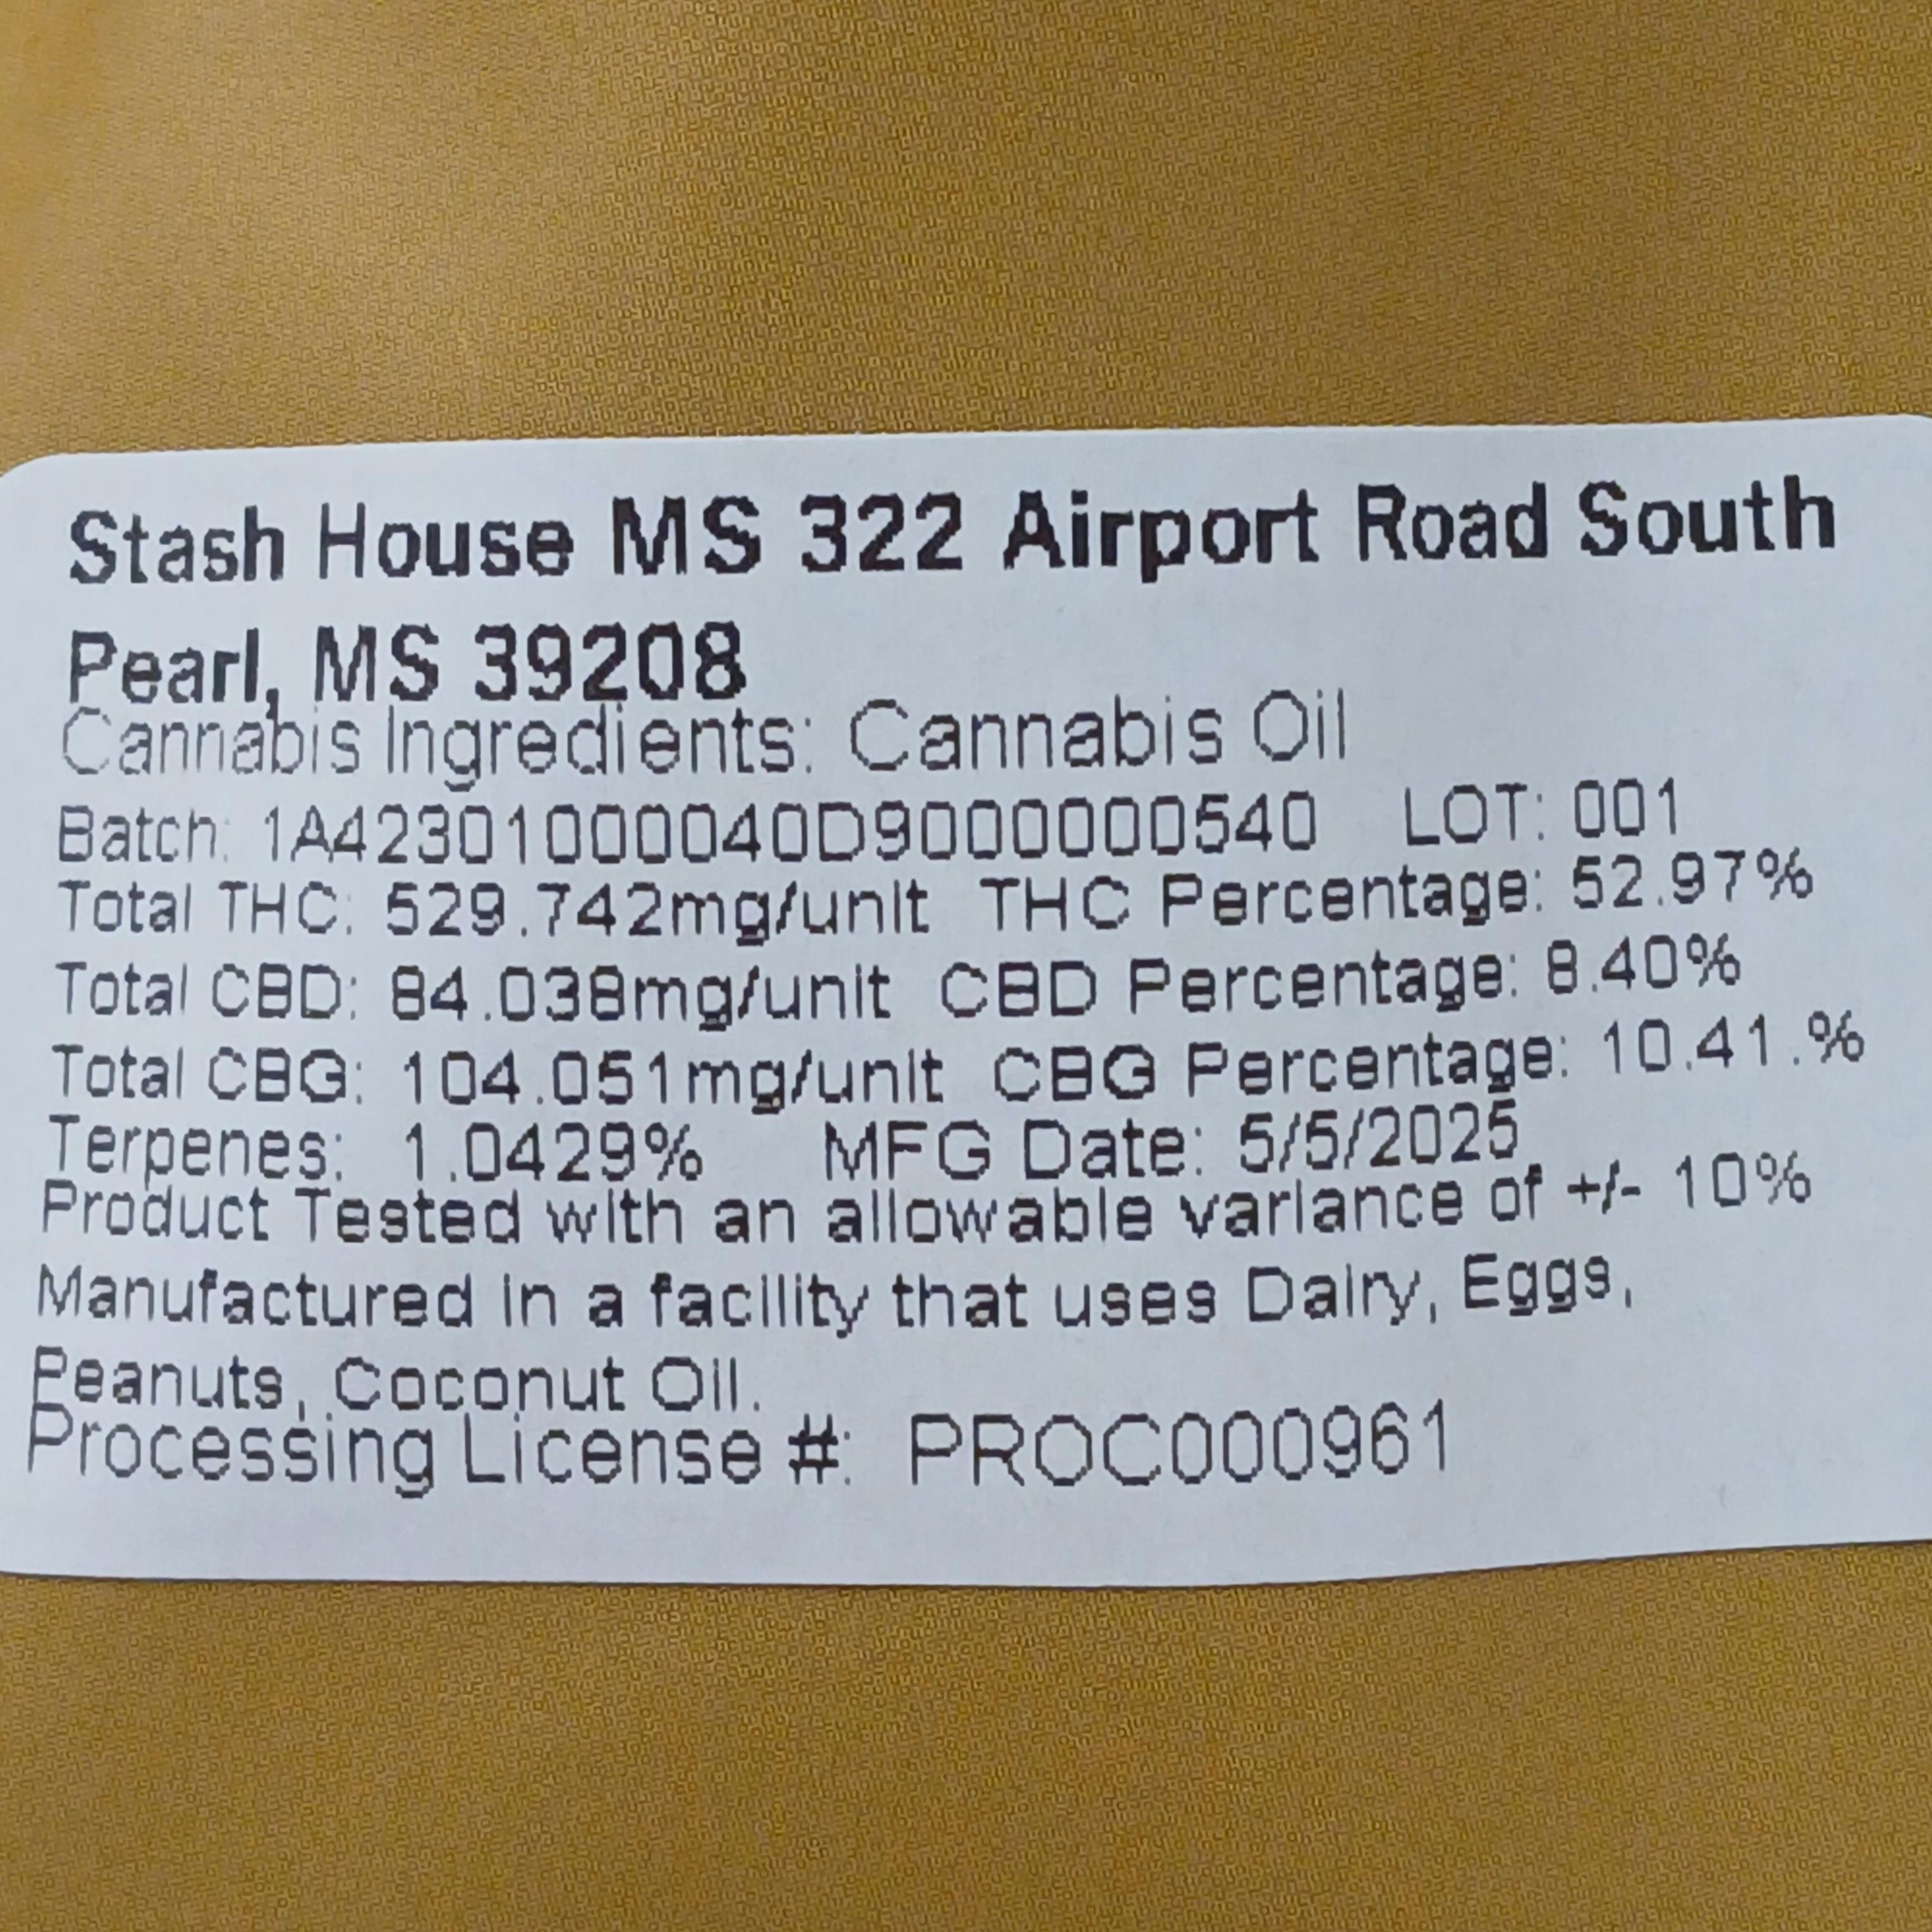 Stash House MS 322 Airport Road South
Pearl, MS 39208
Cannabis Ingredients: Cannabis Oil
Batch: 1A42301000040D9000000540 LOT: 001
Total THC: 529.742mg/unit THC Percentage: 52.97%
Total CBD: 84.038mg/unit CBD Percentage: 8.40%
Total CBG: 104.051mg/unit CBG Percentage: 10.41.%
Terpenes: 1.0429% MFG Date: 5/5/2025
Product Tested with an allowable variance of +/- 10%
Manufactured in a facility that uses Dairy, Eggs,
Peanuts, Coconut Oil.
Processing License #: PROC000961